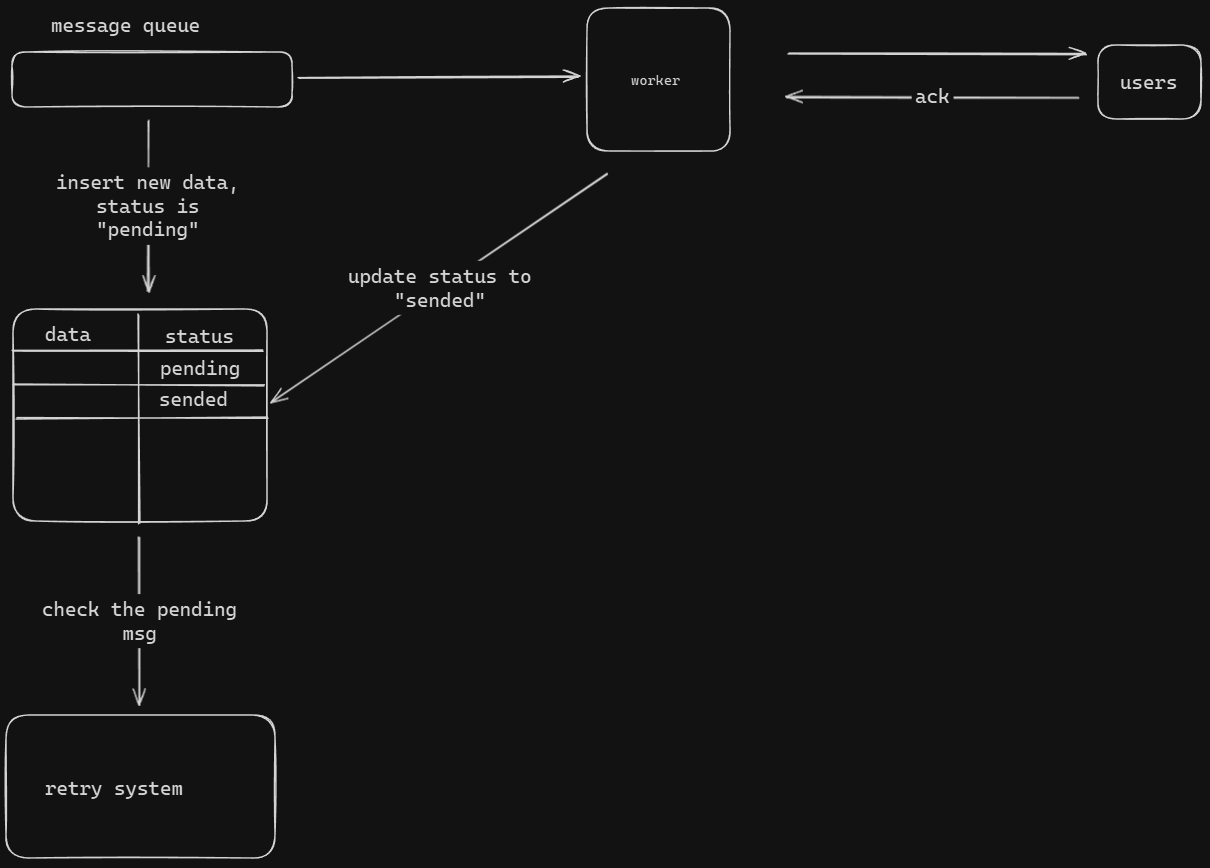 message queue
worker
users
ack
insert new data,
status is
"pending"
update status to
"sended"
data
status
pending
sended
check the pending
msg
retry system